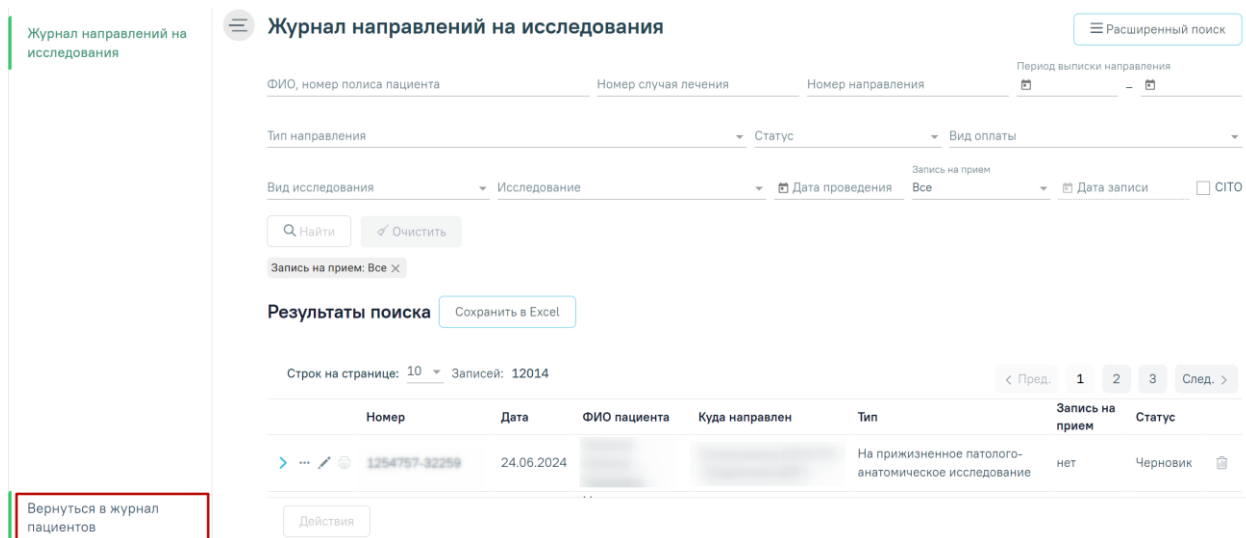 Журнал направлений на
исследования
Журнал направлений на исследования
Расширенный поиск
ФИО, номер полиса пациента
Номер случая лечения
Номер направления
Период выписки направления
–
Тип направления
Статус
Вид оплаты
Вид исследования
Исследование
Дата проведения
Запись на прием
Все
Дата записи
CITO
Найти
Очистить
Запись на прием: Все
Результаты поиска
Сохранить в Excel
Строк на странице: 10 Записей: 12014
< Пред. 1 2 3 След. >
Номер Дата ФИО пациента Куда направлен Тип Запись на прием Статус
1254757-32259 24.06.2024
На прижизненное патолого-
анатомическое исследование
нет
Черновик
Вернуться в журнал
пациентов
Действия